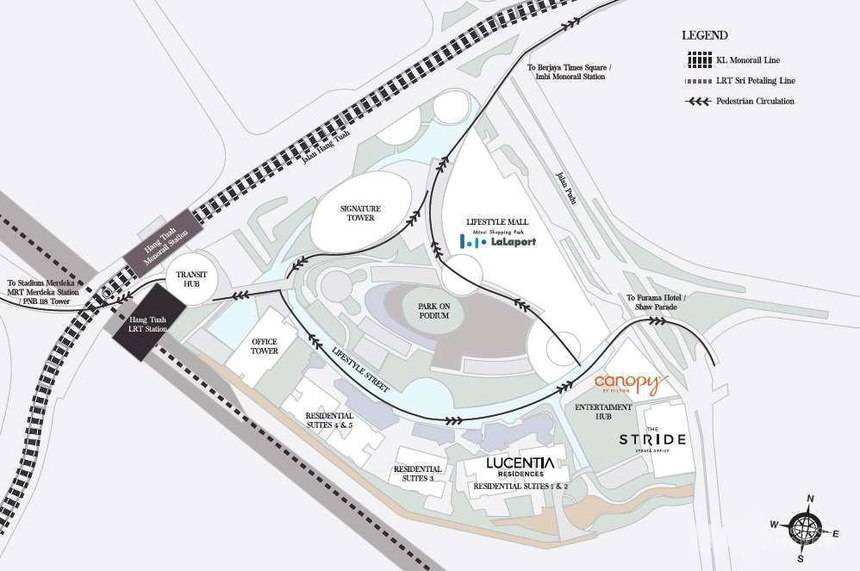 LEGEND
KL Monorail Line
LRT Sri Petaling Line
Pedestrian Circulation
To Berjaya Times Square /
Imbi Monorail Station
Jalan Hang Tuah
Jalan Pudu
SIGNATURE
TOWER
LIFESTYLE MALL
Mitsui Shopping Park
LaLaport
Hang Tuah
Monorail Station
TRANSIT
HUB
To Stadium Merdeka /
MRT Merdeka Station
/ PNB 118 Tower
Hang Tuah
LRT Station
PARK ON
PODIUM
To Furama Hotel /
Shaw Parade
OFFICE
TOWER
LIFESTYLE STREET
canopy
BY HILTON
ENTERTAIMENT
HUB
RESIDENTIAL
SUITES 4 & 5
THE
STRIDE
STRATA OFFICE
RESIDENTIAL
SUITES 3
LUCENTIA
RESIDENCES
RESIDENTIAL SUITES 1 & 2
N
W
E
S